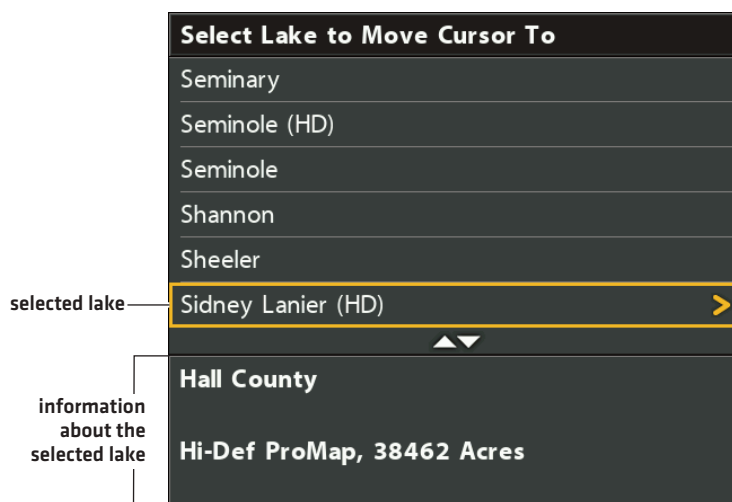 Select Lake to Move Cursor To
Seminary
Seminole (HD)
Seminole
Shannon
Sheeler
selected lake
Sidney Lanier (HD)
Hall County
information
about the
selected lake
Hi-Def ProMap, 38462 Acres